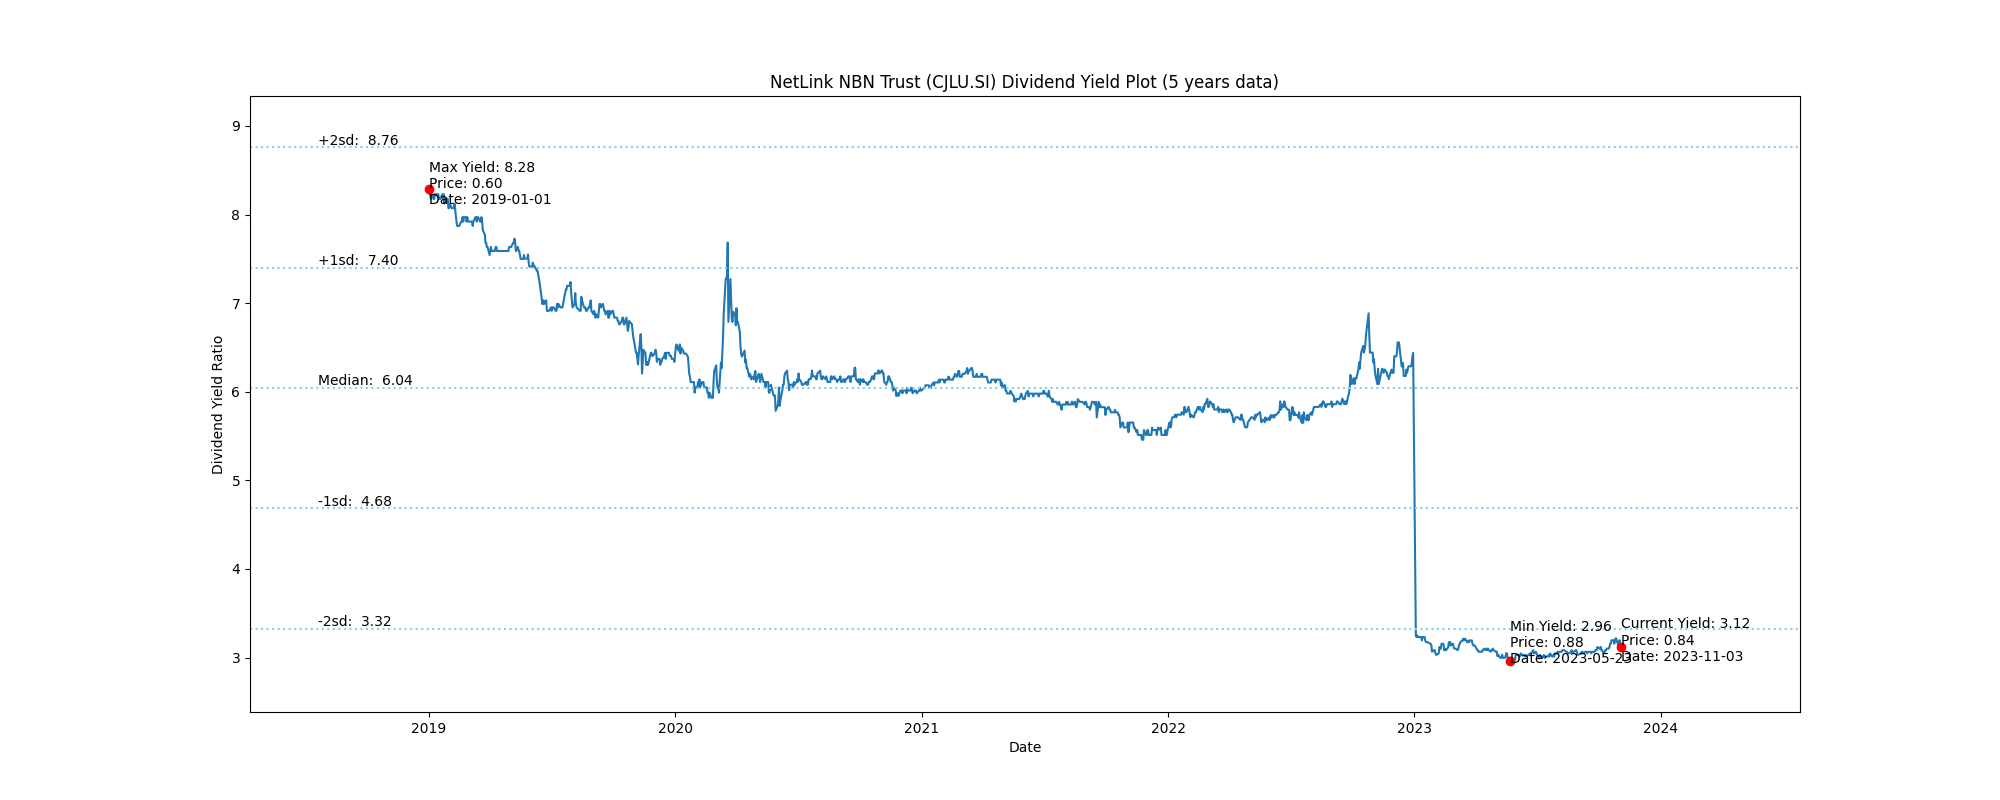 NetLink NBN Trust (CJLU.SI) Dividend Yield Plot (5 years data)
9
+2sd:  8.76
Max Yield: 8.28
Price: 0.60
Date: 2019-01-01
8
+1sd:  7.40
7
Median:  6.04
6
Dividend Yield Ratio
5
-1sd:  4.68
4
-2sd:  3.32
Min Yield: 2.96
Price: 0.88
Date: 2023-05-23
Current Yield: 3.12
Price: 0.84
Date: 2023-11-03
3
2019 2020 2021 2022 2023 2024
Date